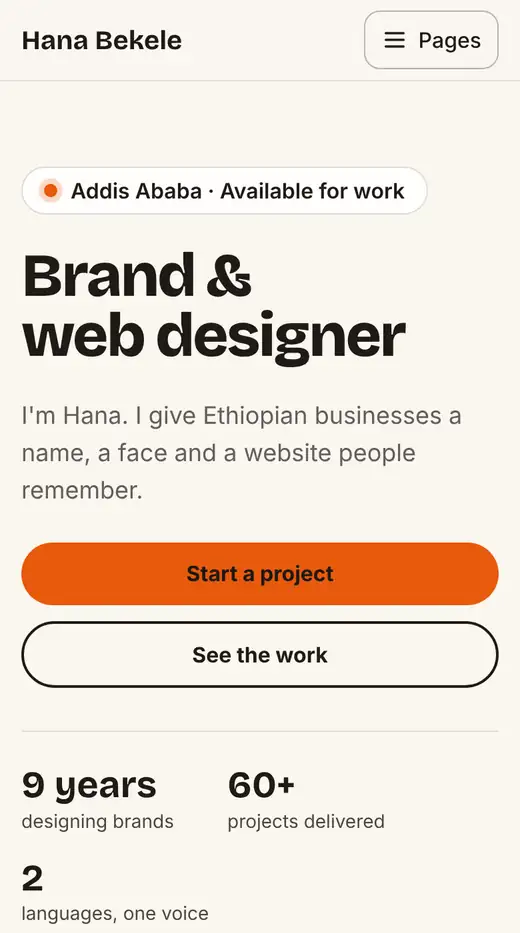 Hana Bekele
Pages
Addis Ababa · Available for work
Brand &
web designer
I'm Hana. I give Ethiopian businesses a
name, a face and a website people
remember.
Start a project
See the work
9 years
designing brands
60+
projects delivered
2
languages, one voice